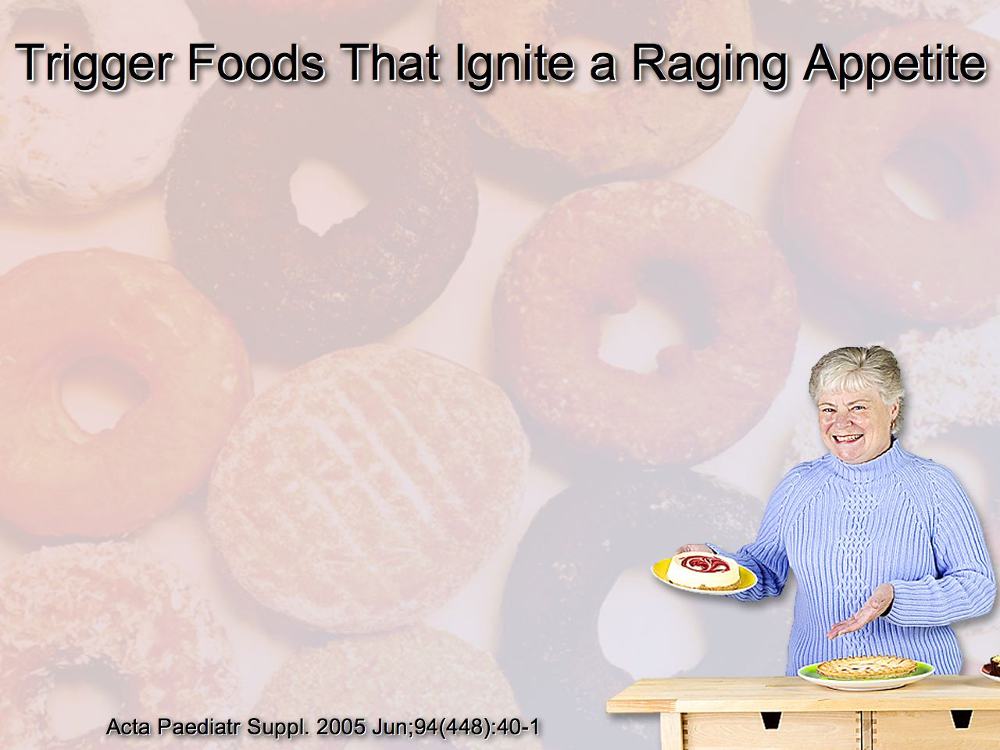 Trigger Foods That Ignite a Raging Appetite
Acta Paediatr Suppl. 2005 Jun;94(448):40-1